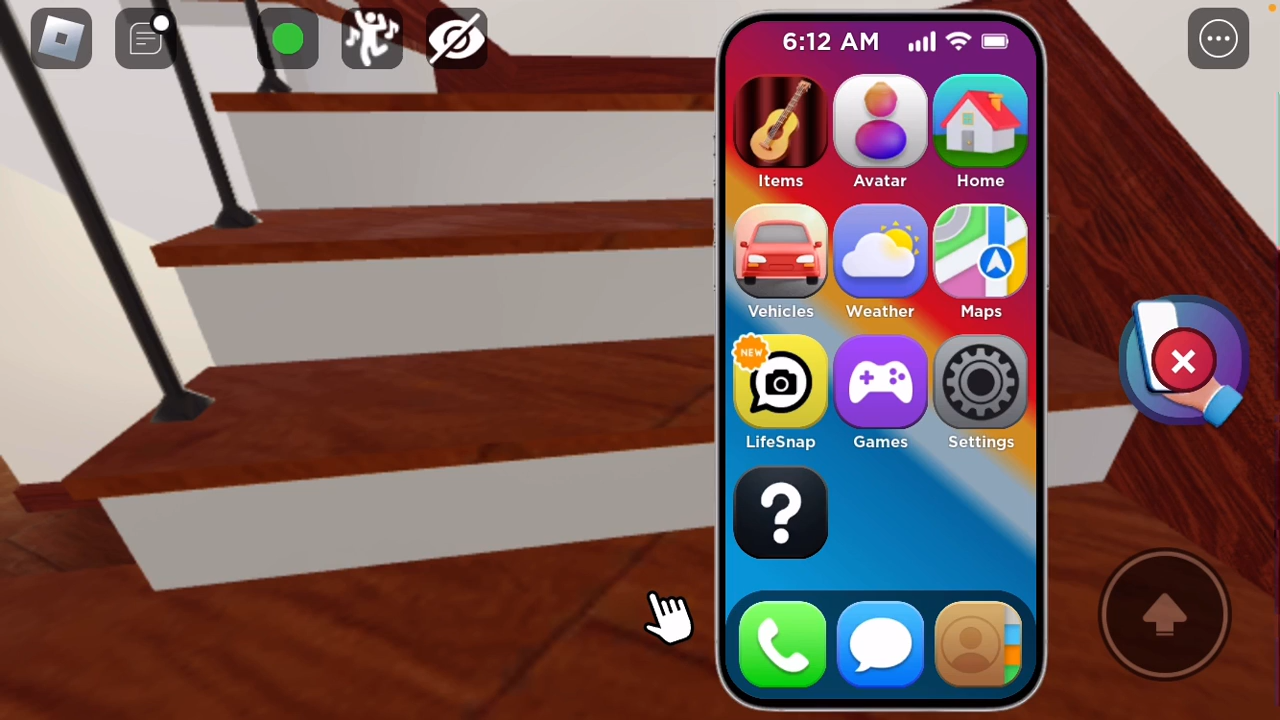 6:12 AM
Items
Avatar
Home
Vehicles
Weather
Maps
NEW
LifeSnap
Games
Settings
?